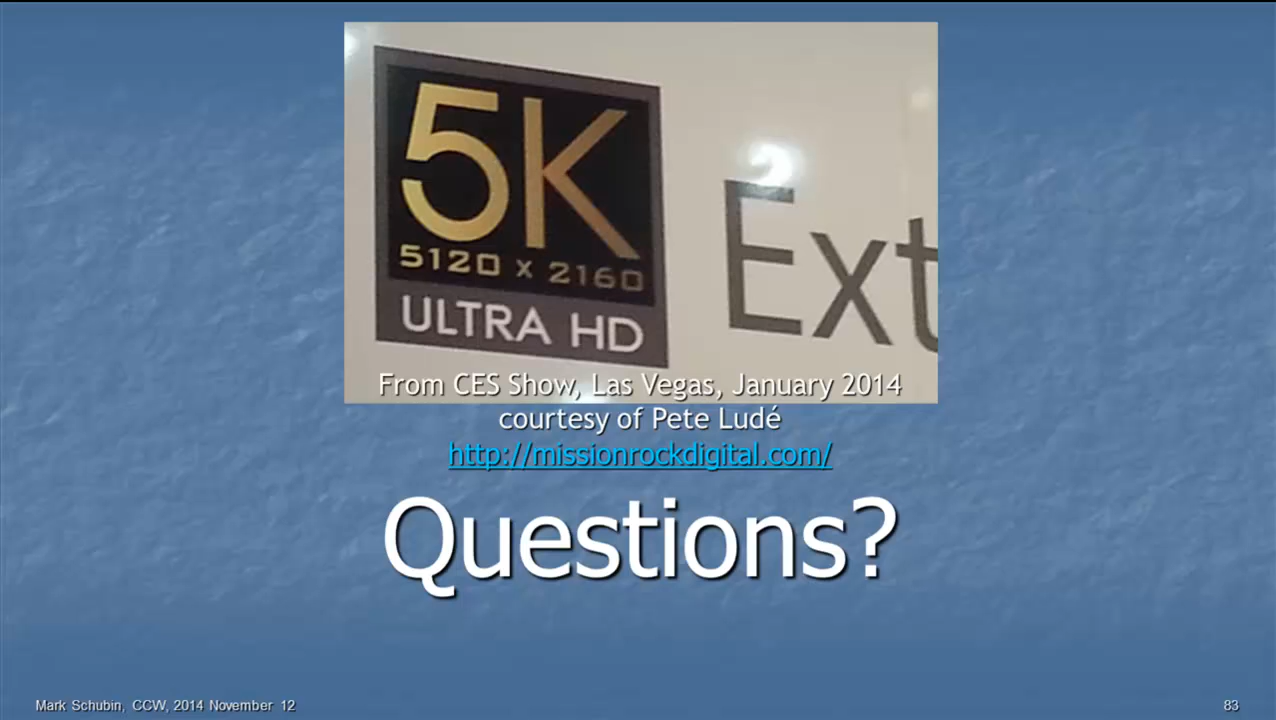 5K
5120 x 2160
ULTRA HD
Ext
From CES Show, Las Vegas, January 2014
courtesy of Pete Ludé
http://missionrockdigital.com/
Questions?
Mark Schubin, CCW, 2014 November 12
83